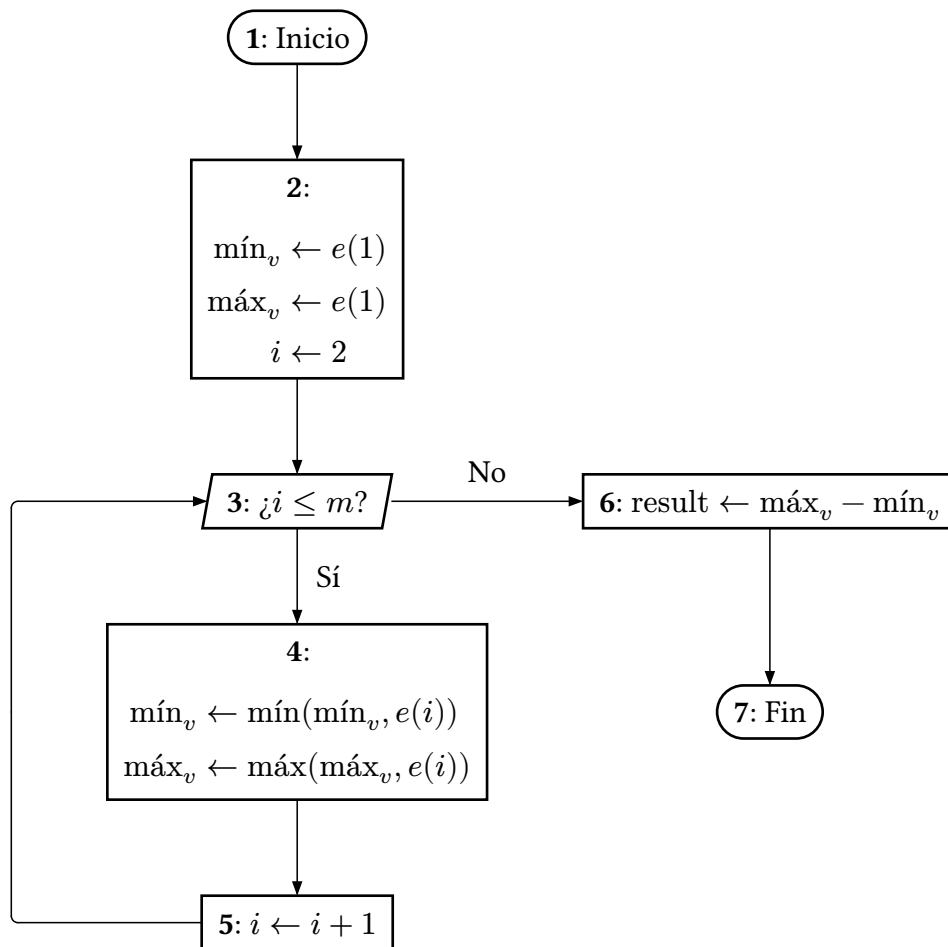 1: Inicio
2:
mín_v ← e(1)
máx_v ← e(1)
i ← 2
3: ¿i ≤ m?
No
6: result ← máx_v − mín_v
Sí
4:
mín_v ← mín(mín_v, e(i))
máx_v ← máx(máx_v, e(i))
7: Fin
5: i ← i + 1